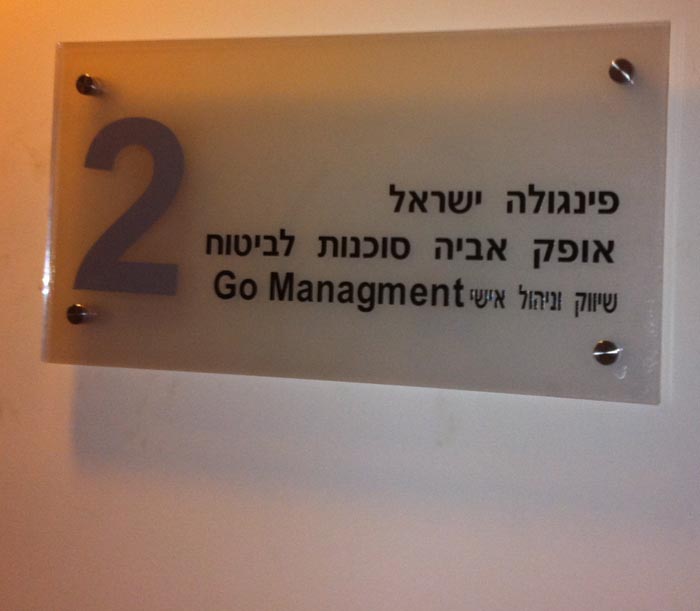 2
פינגולה ישראל
אופק אביה סוכנות לביטוח
שיווק וניהול אישי Go Managment